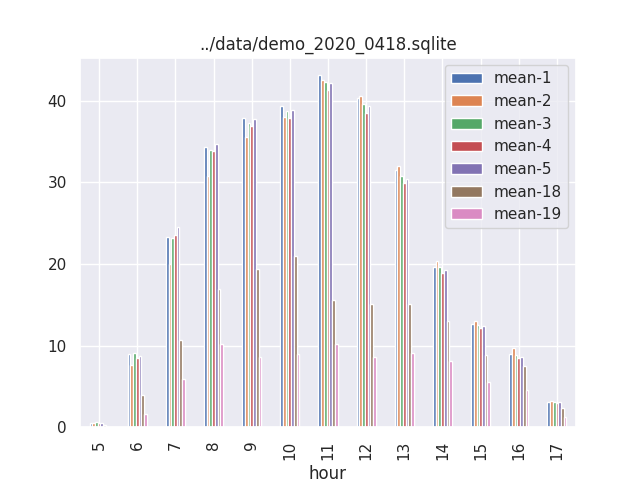 ../data/demo_2020_0418.sqlite
mean-1
mean-2
mean-3
mean-4
mean-5
mean-18
mean-19
40
30
20
10
0
5 6 7 8 9 10 11 12 13 14 15 16 17
hour